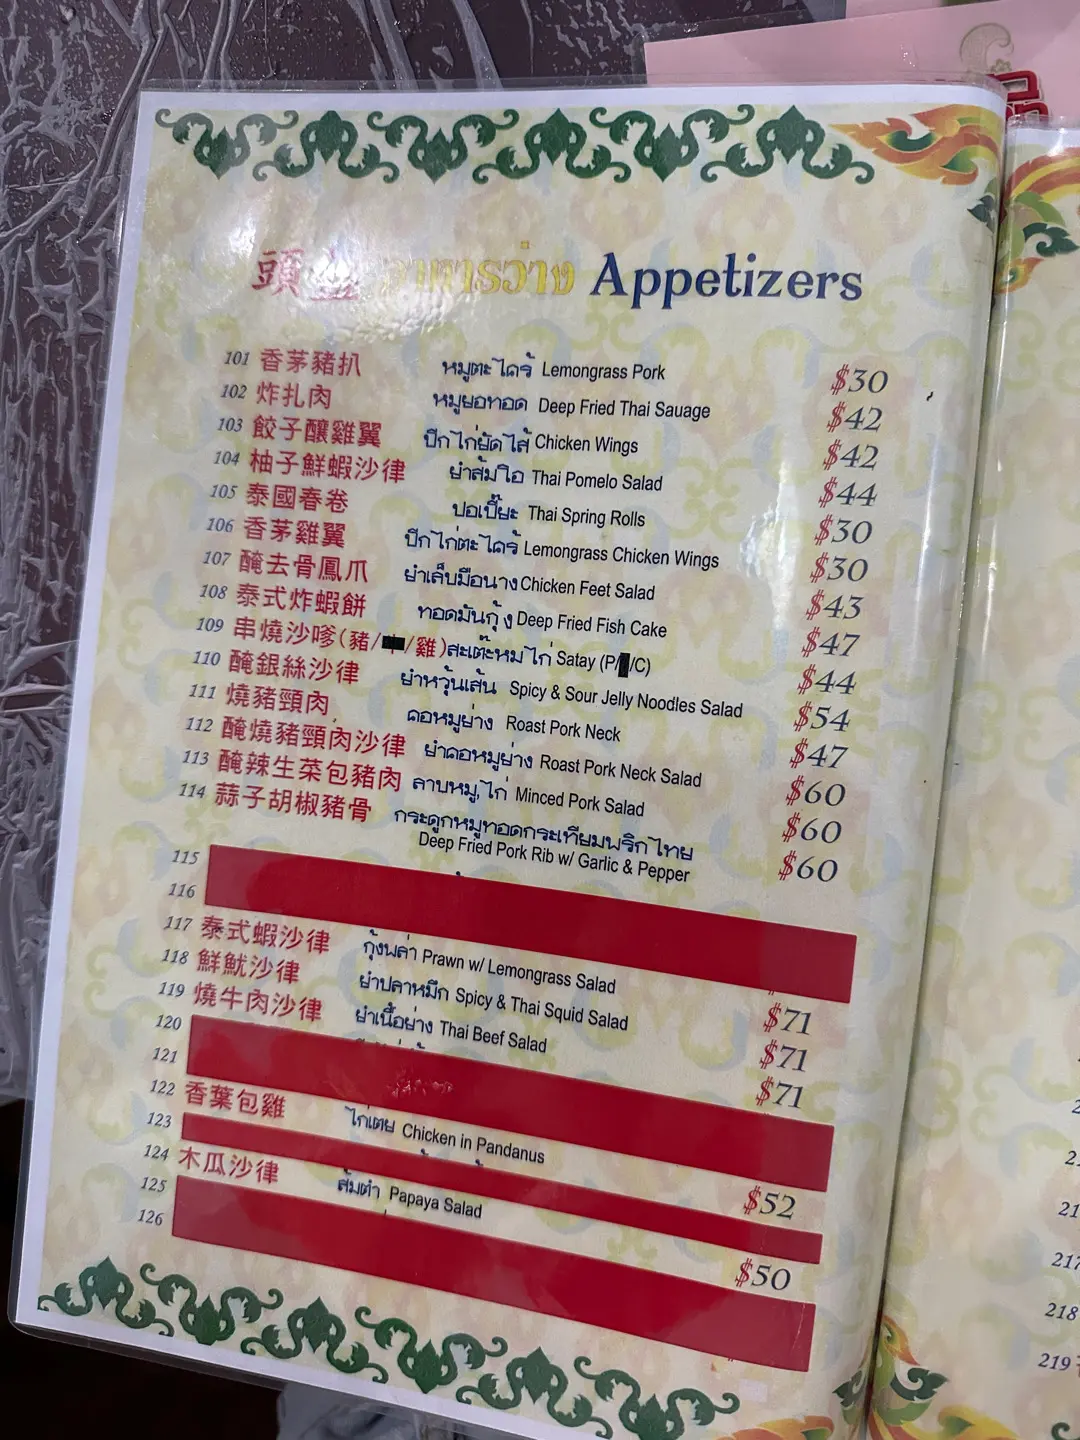 頭盤 อาหารว่าง Appetizers
101 香茅豬扒 หมูตะไคร้ Lemongrass Pork $30
102 炸扎肉 หมูยอทอด Deep Fried Thai Sauage $42
103 餃子釀雞翼 ปีกไก่ยัดไส้ Chicken Wings $42
104 柚子鮮蝦沙律 ยำส้มโอ Thai Pomelo Salad $44
105 泰國春卷 ปอเปี๊ยะ Thai Spring Rolls $30
106 香茅雞翼 ปีกไก่ตะไคร้ Lemongrass Chicken Wings $30
107 醃去骨鳳爪 ยำเล็บมือนาง Chicken Feet Salad $43
108 泰式炸蝦餅 ทอดมันกุ้ง Deep Fried Fish Cake $47
109 串燒沙嗲(豬/ /雞) สะเต๊ะหมู ไก่ Satay (P/ /C) $44
110 醃銀絲沙律 ยำหวุ้นเส้น Spicy & Sour Jelly Noodles Salad $54
111 燒豬頸肉 คอหมูย่าง Roast Pork Neck $47
112 醃燒豬頸肉沙律 ยำคอหมูย่าง Roast Pork Neck Salad $60
113 醃辣生菜包豬肉 ลาบหมู,ไก่ Minced Pork Salad $60
114 蒜子胡椒豬骨 กระดูกหมูทอดกระเทียมพริกไทย $60
Deep Fried Pork Rib w/ Garlic & Pepper
115
116
117 泰式蝦沙律 กุ้งพล่า Prawn w/ Lemongrass Salad $71
118 鮮魷沙律 ยำปลาหมึก Spicy & Thai Squid Salad $71
119 燒牛肉沙律 ยำเนื้อย่าง Thai Beef Salad $71
120
121
122 香葉包雞 ไก่เตย Chicken in Pandanus $52
123
124 木瓜沙律 ส้มตำ Papaya Salad $50
125
126
217
218
219